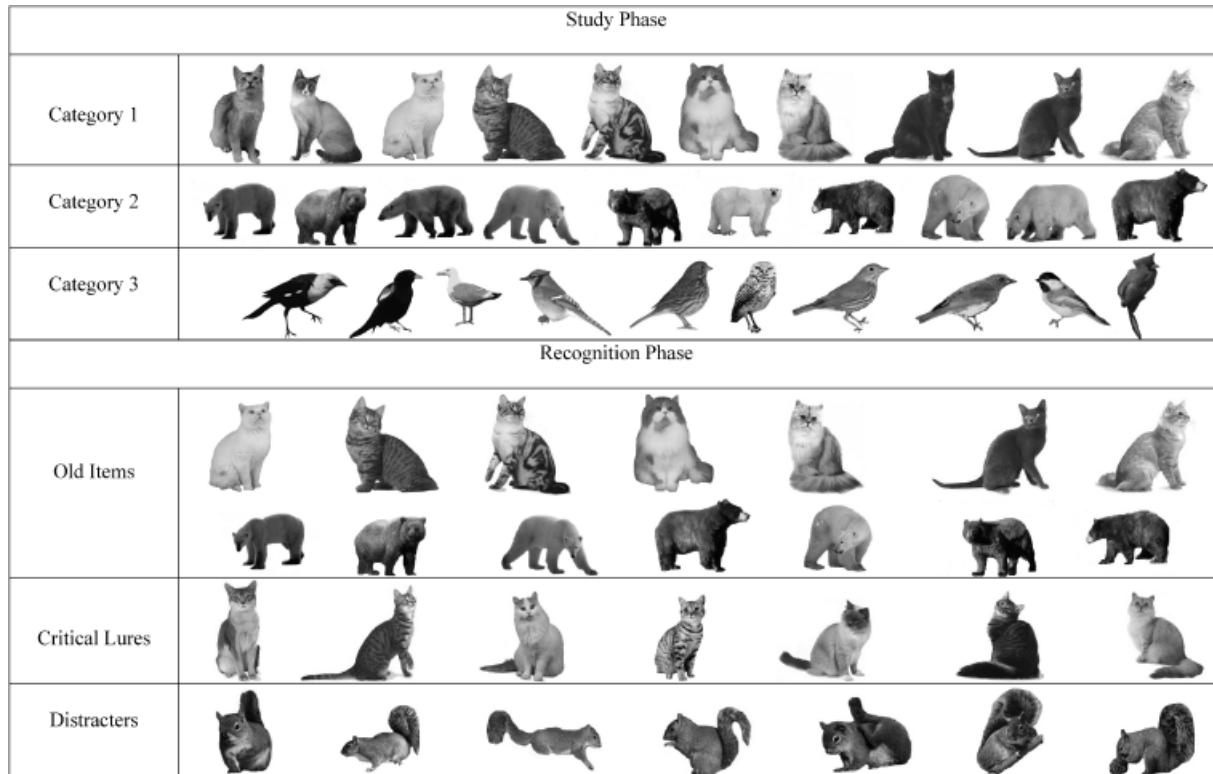 Study Phase
Category 1
Category 2
Category 3
Recognition Phase
Old Items
Critical Lures
Distracters